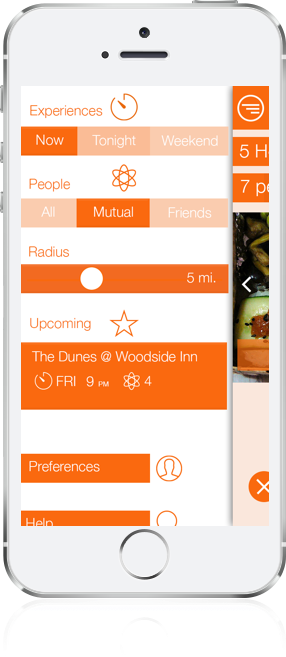 Experiences
Now Tonight Weekend
People
All Mutual Friends
Radius
5 mi.
Upcoming
The Dunes @ Woodside Inn
FRI 9 PM 4
Preferences
Help
5
7